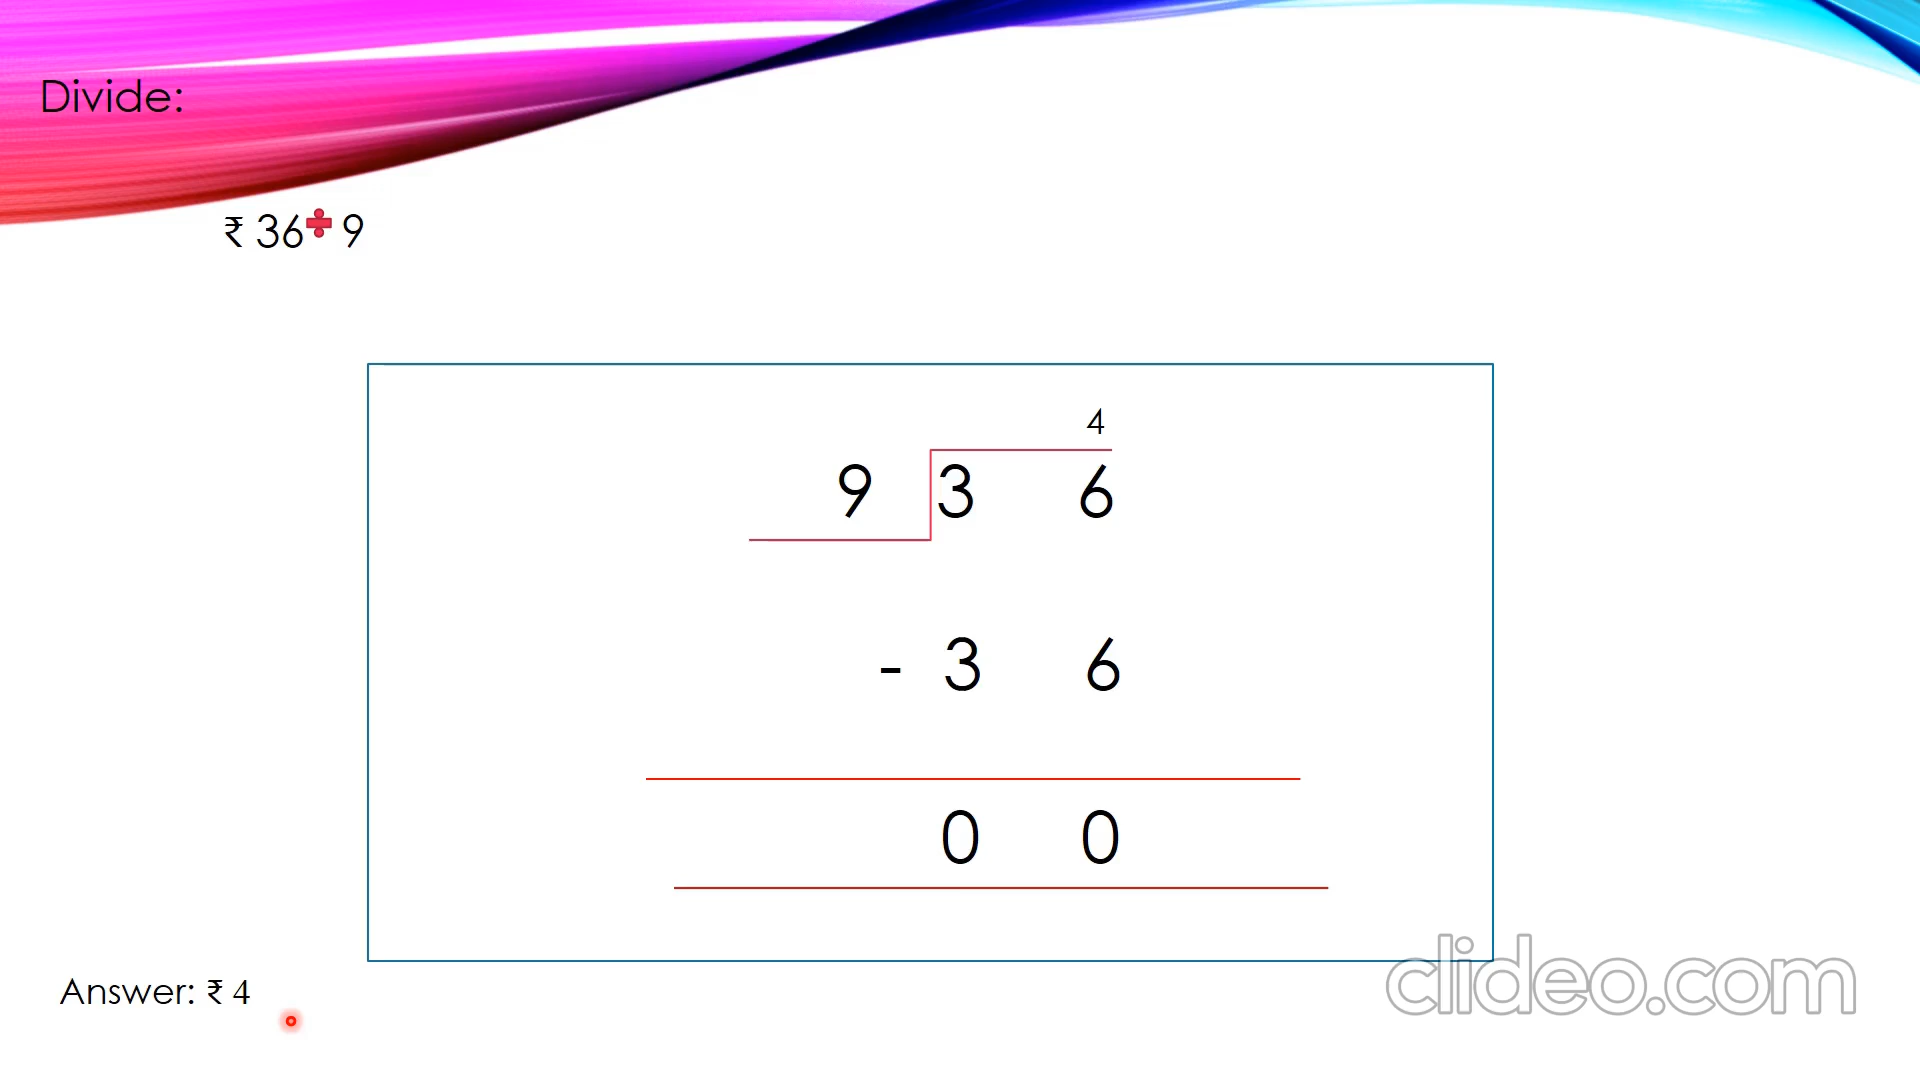 Divide:
₹ 36÷9
4
9 3 6
- 3 6
0 0
Answer: ₹ 4
clideo.com